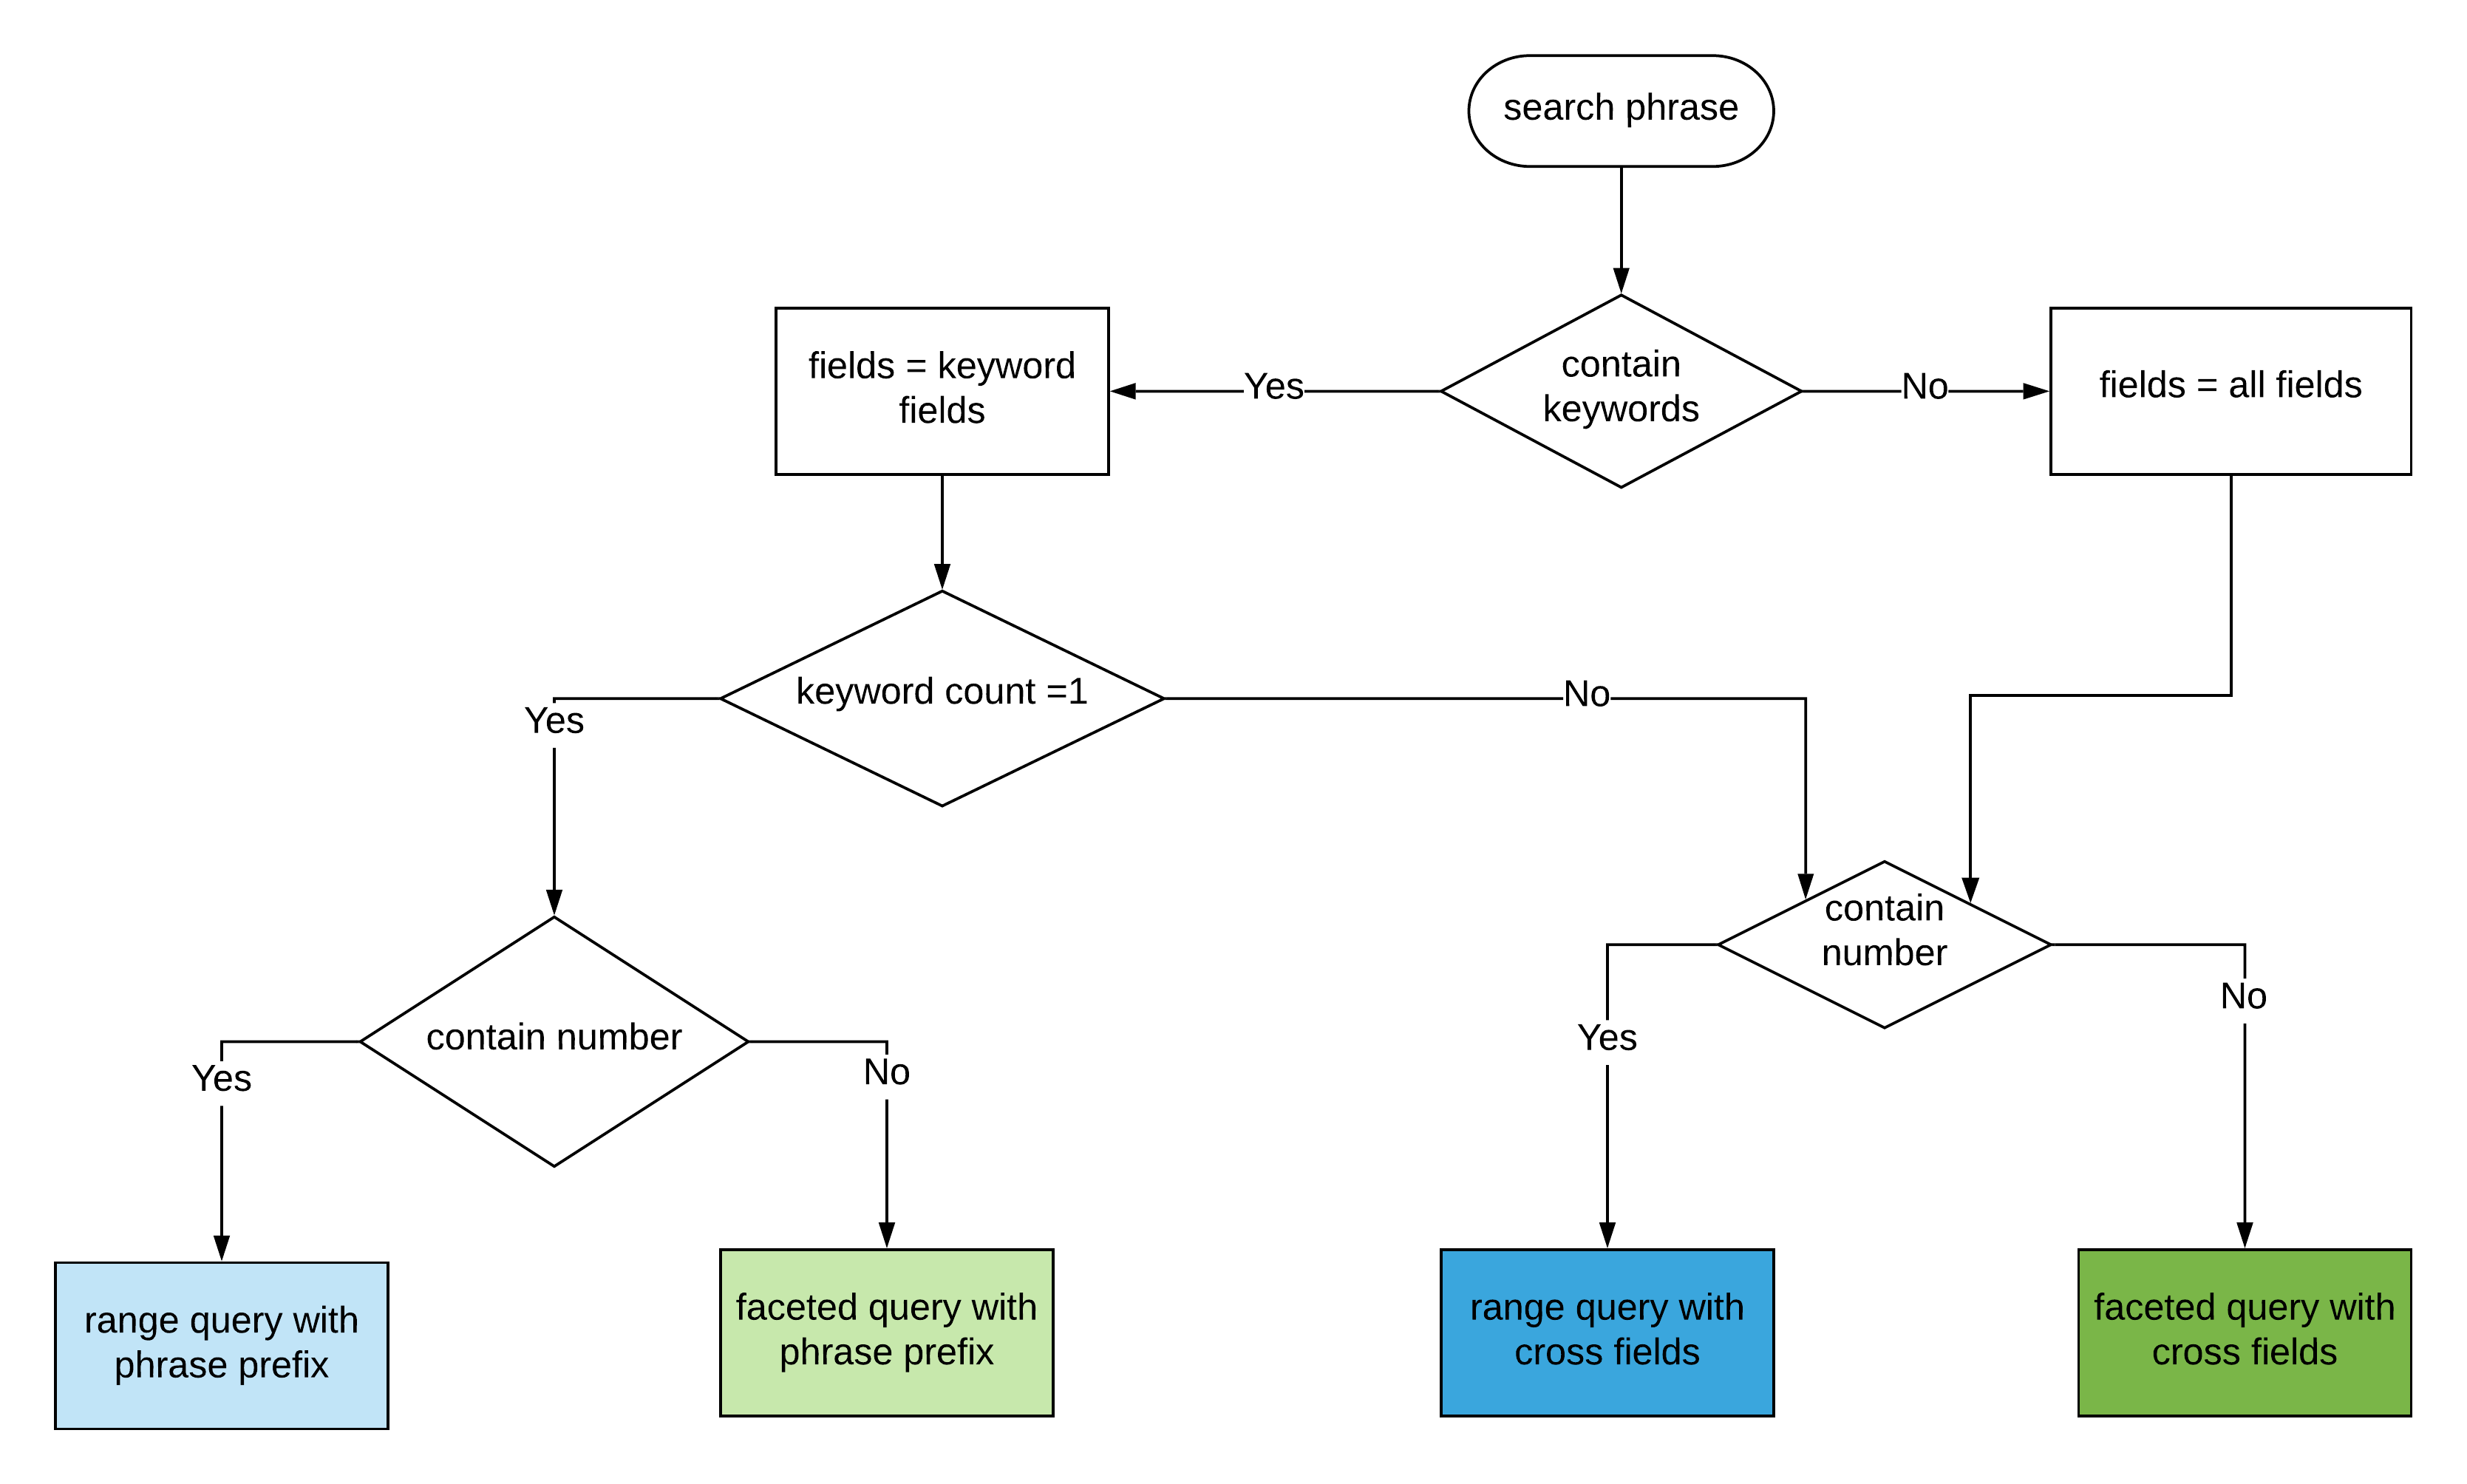 search phrase
fields = keyword
fields
Yes
contain
keywords
No
fields = all fields
keyword count =1
Yes
No
contain
number
contain number
Yes
No
Yes
No
range query with
phrase prefix
faceted query with
phrase prefix
range query with
cross fields
faceted query with
cross fields